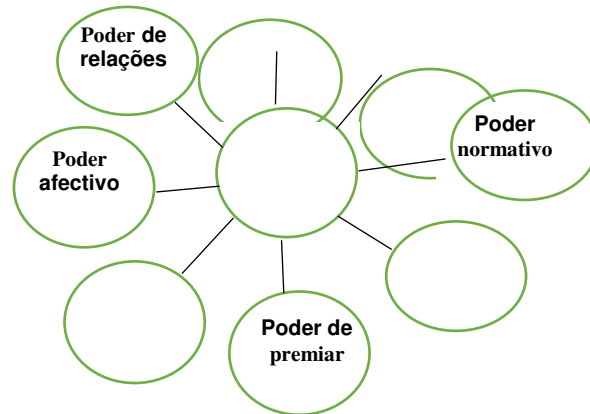 Poder de
relações
Poder
normativo
Poder
afectivo
Poder de
premiar